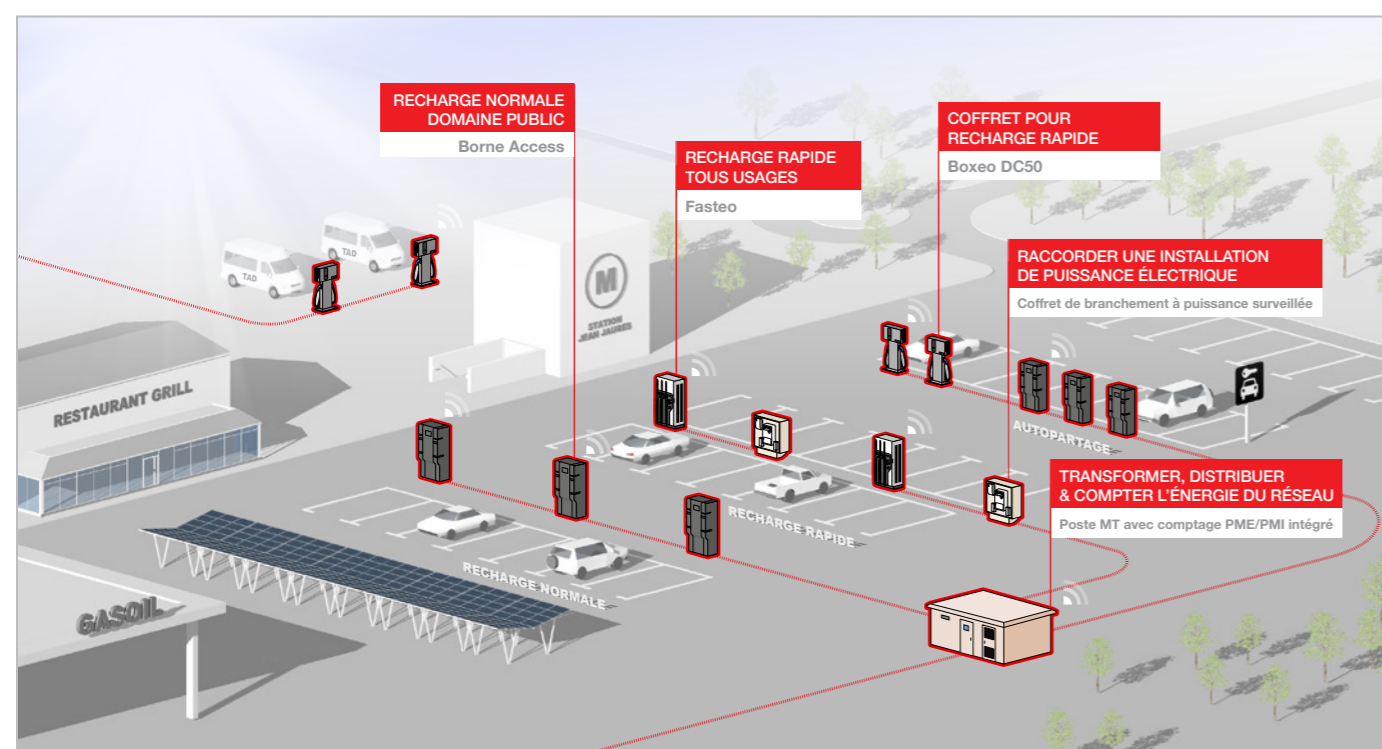 RECHARGE NORMALE
DOMAINE PUBLIC
Borne Access
RECHARGE RAPIDE
TOUS USAGES
Fasteo
COFFRET POUR
RECHARGE RAPIDE
Boxeo DC50
RACCORDER UNE INSTALLATION
DE PUISSANCE ÉLECTRIQUE
Coffret de branchement à puissance surveillée
TRANSFORMER, DISTRIBUER
& COMPTER L'ÉNERGIE DU RÉSEAU
Poste MT avec comptage PME/PMI intégré
TAD
TAD
M
STATION
JEAN JAURES
RESTAURANT GRILL
AUTOPARTAGE
RECHARGE RAPIDE
RECHARGE NORMALE
GASOIL